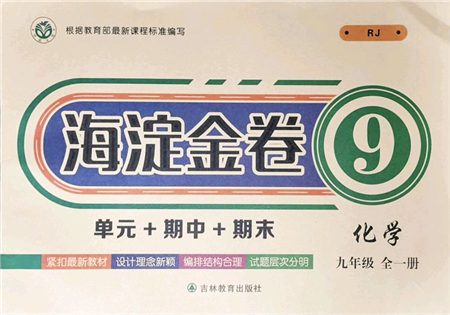 根据教育部最新课程标准编写
RJ
海淀金卷 9
单元+期中+期末
化学
紧扣最新教材 设计理念新颖 编排结构合理 试题层次分明
九年级 全一册
吉林教育出版社